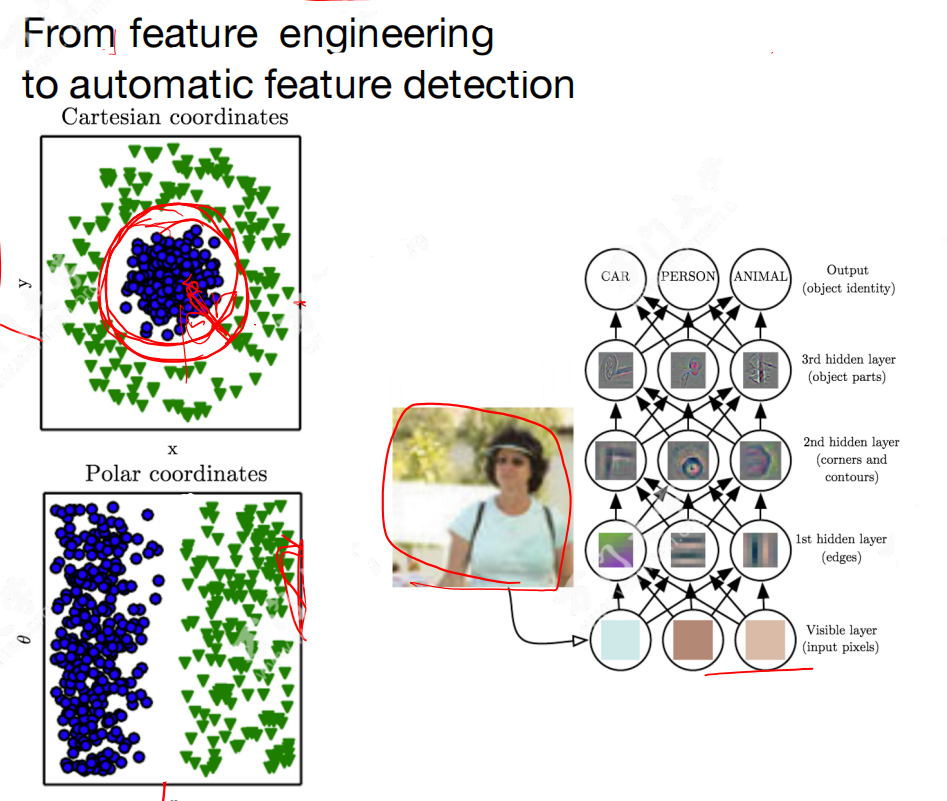 From feature engineering
to automatic feature detection
Cartesian coordinates
y
x
Polar coordinates
θ
CAR
PERSON
ANIMAL
Output
(object identity)
3rd hidden layer
(object parts)
2nd hidden layer
(corners and
contours)
1st hidden layer
(edges)
Visible layer
(input pixels)